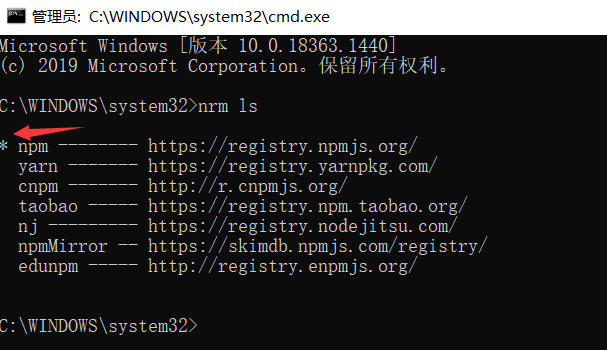 管理员: C:\WINDOWS\system32\cmd.exe
Microsoft Windows [版本 10.0.18363.1440]
(c) 2019 Microsoft Corporation。保留所有权利。
C:\WINDOWS\system32>nrm ls
* npm -------- https://registry.npmjs.org/
yarn ------- https://registry.yarnpkg.com/
cnpm ------- http://r.cnpmjs.org/
taobao ----- https://registry.npm.taobao.org/
nj --------- https://registry.nodejitsu.com/
npmMirror -- https://skimdb.npmjs.com/registry/
edunpm ----- http://registry.enpmjs.org/
C:\WINDOWS\system32>